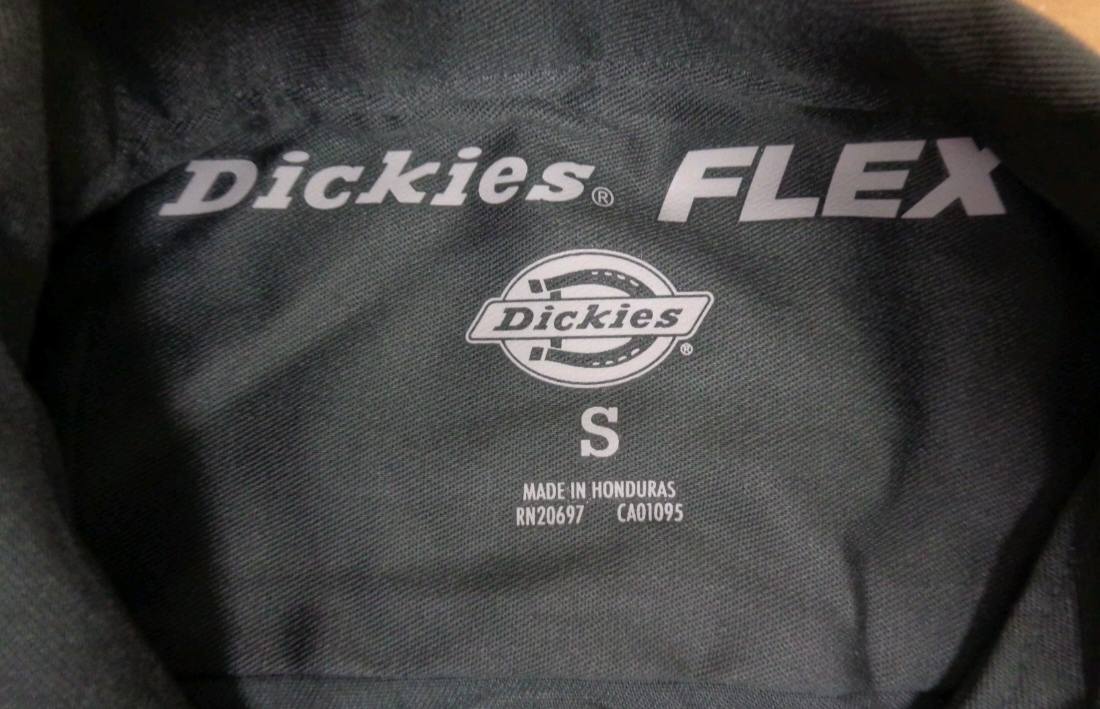 Dickies® FLEX
Dickies®
S
MADE IN HONDURAS
RN20697 CA01095